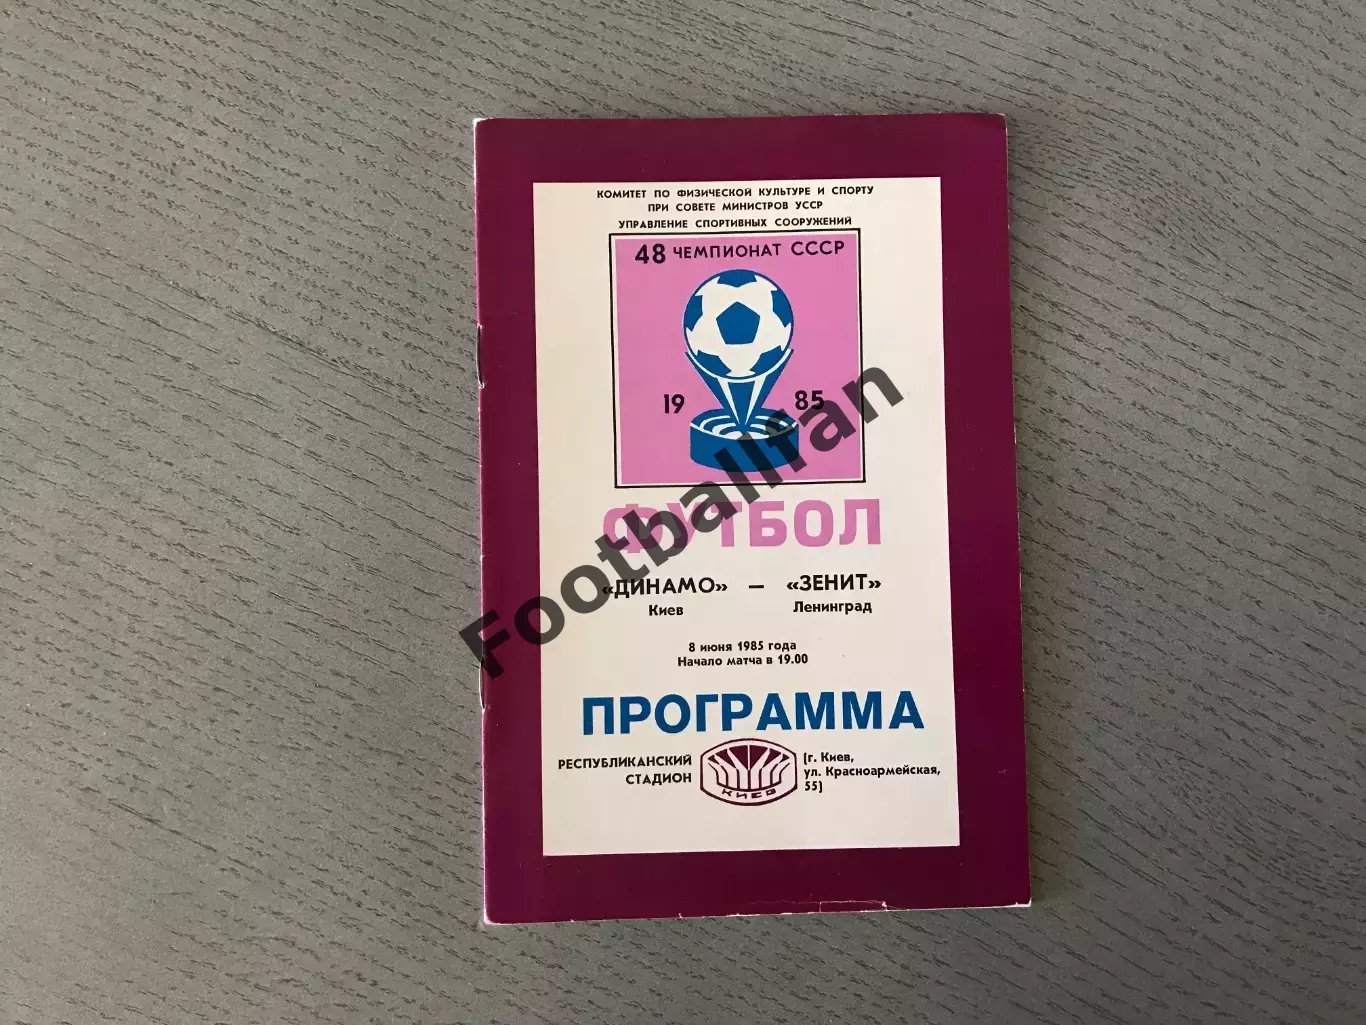 КОМИТЕТ ПО ФИЗИЧЕСКОЙ КУЛЬТУРЕ И СПОРТУ
ПРИ СОВЕТЕ МИНИСТРОВ УССР
УПРАВЛЕНИЕ СПОРТИВНЫХ СООРУЖЕНИЙ
48 ЧЕМПИОНАТ СССР
19 85
ФУТБОЛ
«ДИНАМО» — «ЗЕНИТ»
Киев Ленинград
8 июня 1985 года
Начало матча в 19.00
ПРОГРАММА
РЕСПУБЛИКАНСКИЙ
СТАДИОН
КИЕВ
(г. Киев,
ул. Красноармейская,
55)
Footballfan